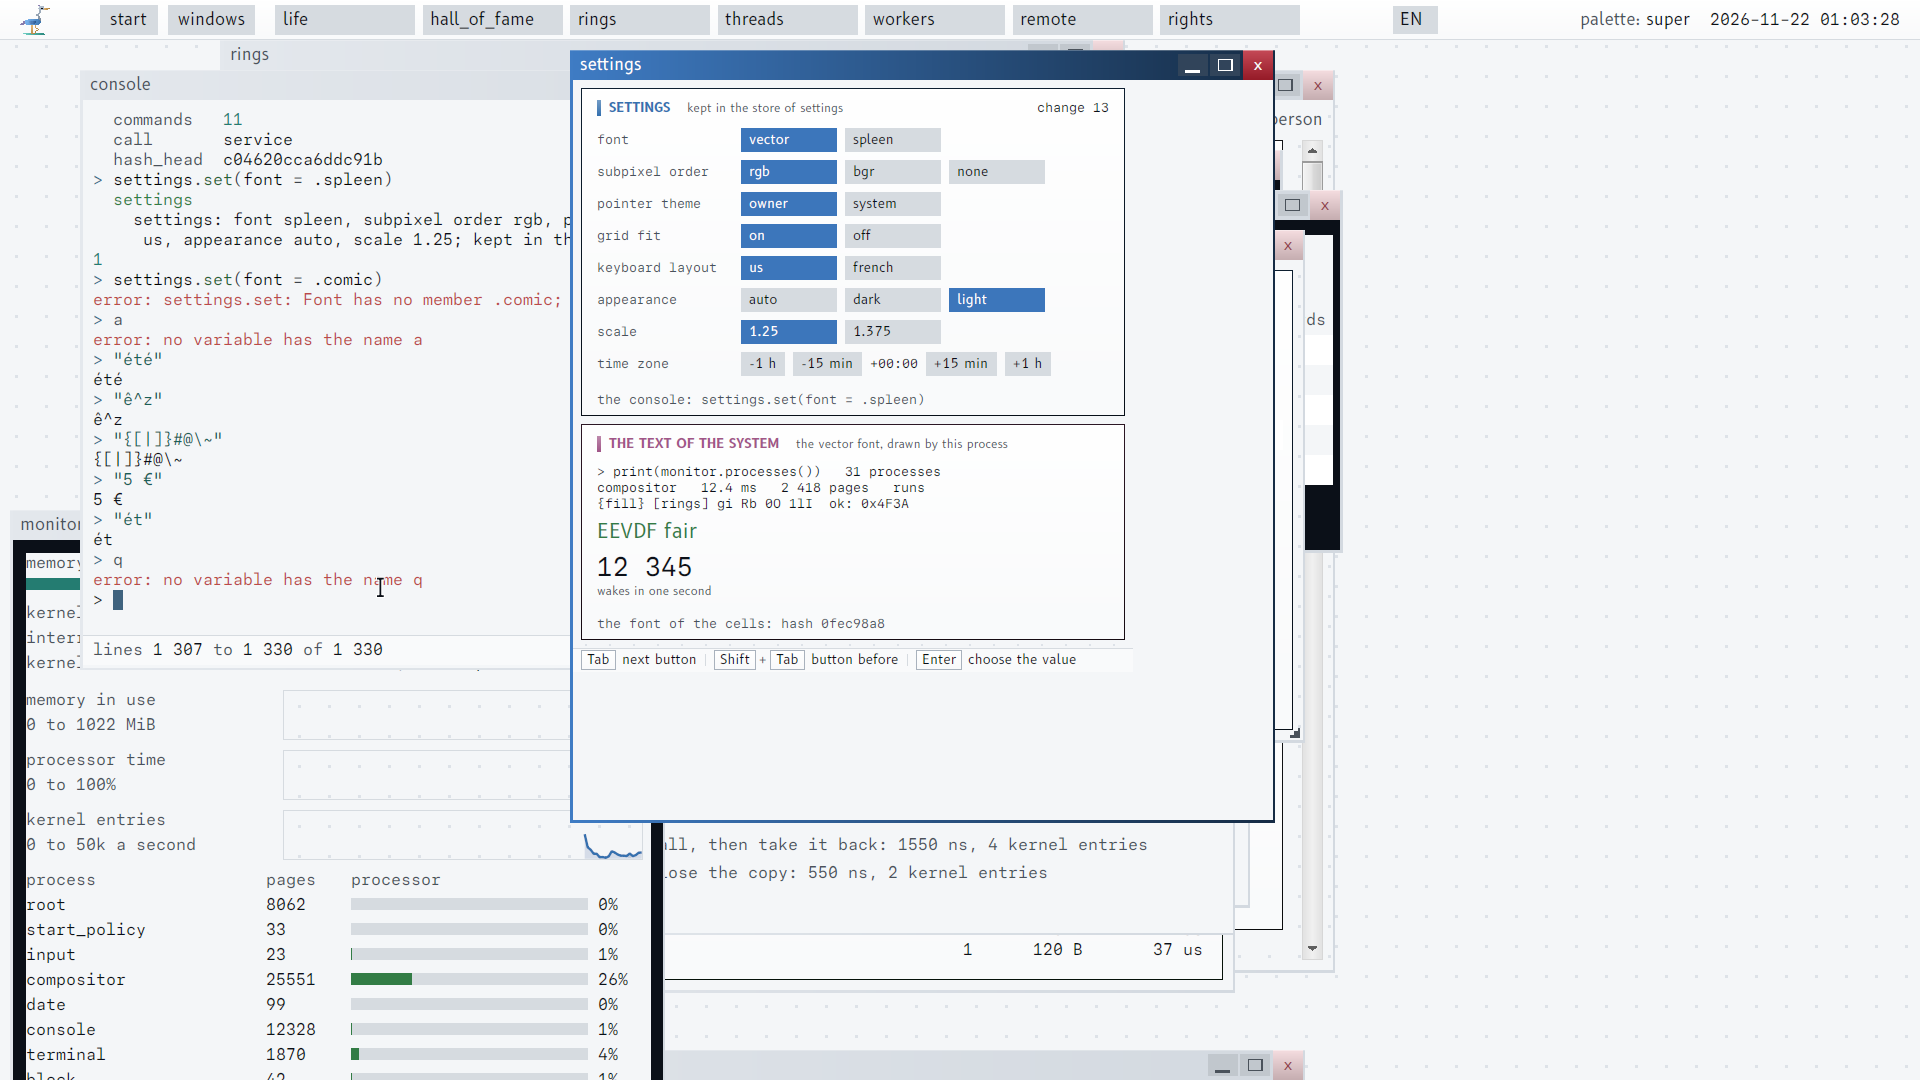 start windows life hall_of_fame rings threads workers remote rights EN palette: super 2026-11-22 01:03:28
rings
console
commands 11
call service
hash_head c04620cca6ddc91b
> settings.set(font = .spleen)
settings
settings: font spleen, subpixel order rgb, p
us, appearance auto, scale 1.25; kept in th
1
> settings.set(font = .comic)
error: settings.set: Font has no member .comic;
> a
error: no variable has the name a
> "été"
été
> "ê^z"
ê^z
> "{[|]}#@\~"
{[|]}#@\~
> "5 €"
5 €
> "ét"
ét
> q
error: no variable has the name q
>
lines 1 307 to 1 330 of 1 330
settings x
SETTINGS kept in the store of settings change 13
font vector spleen
subpixel order rgb bgr none
pointer theme owner system
grid fit on off
keyboard layout us french
appearance auto dark light
scale 1.25 1.375
time zone -1 h -15 min +00:00 +15 min +1 h
the console: settings.set(font = .spleen)
THE TEXT OF THE SYSTEM the vector font, drawn by this process
> print(monitor.processes()) 31 processes
compositor 12.4 ms 2 418 pages runs
{fill} [rings] gi Rb 0O 1lI ok: 0x4F3A
EEVDF fair
12 345
wakes in one second
the font of the cells: hash 0fec98a8
Tab next button Shift + Tab button before Enter choose the value
x
erson
x
x
ds
monitor
memory
kernel
inter
kernel
memory in use
0 to 1022 MiB
processor time
0 to 100%
kernel entries
0 to 50k a second
process pages processor
root 8062 0%
start_policy 33 0%
input 23 1%
compositor 25551 26%
date 99 0%
console 12328 1%
terminal 1870 4%
block 42 1%
all, then take it back: 1550 ns, 4 kernel entries
lose the copy: 550 ns, 2 kernel entries
1 120 B 37 us
x